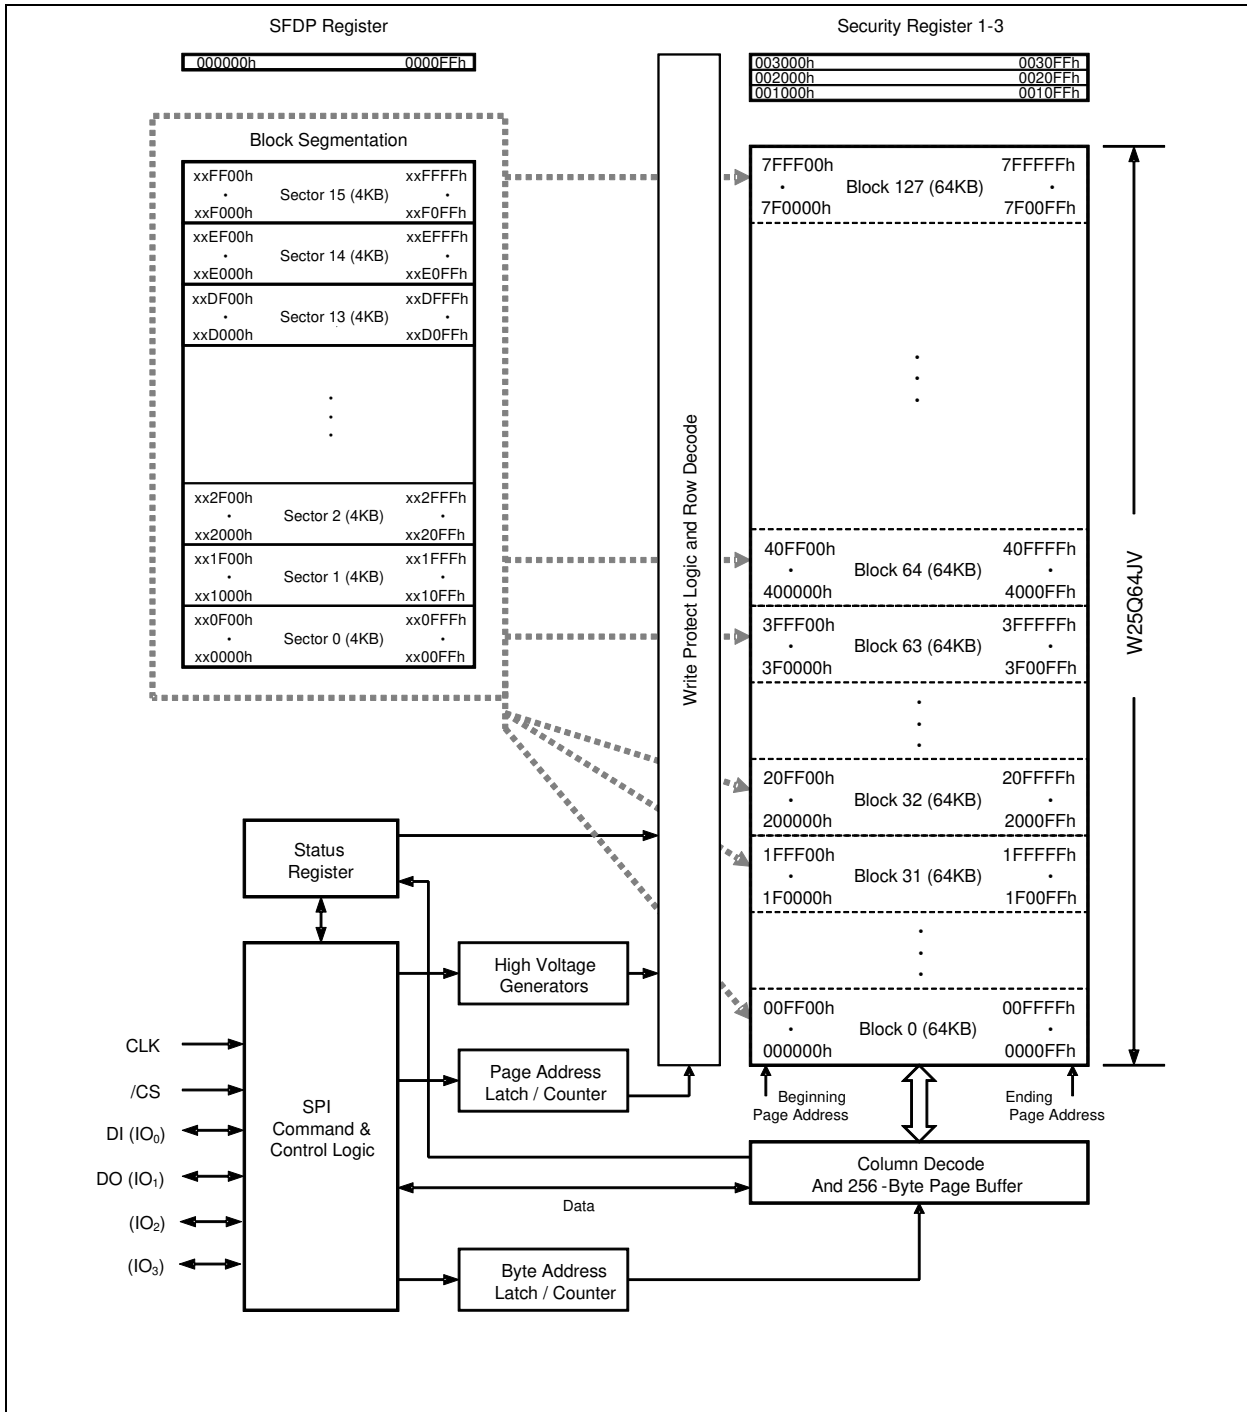 SFDP Register
000000h 0000FFh
Security Register 1-3
003000h 0030FFh
002000h 0020FFh
001000h 0010FFh
Block Segmentation
xxFF00h xxFFFFh
Sector 15 (4KB)
xxF000h xxF0FFh
xxEF00h xxEFFFh
Sector 14 (4KB)
xxE000h xxE0FFh
xxDF00h xxDFFFh
Sector 13 (4KB)
xxD000h xxD0FFh
xx2F00h xx2FFFh
Sector 2 (4KB)
xx2000h xx20FFh
xx1F00h xx1FFFh
Sector 1 (4KB)
xx1000h xx10FFh
xx0F00h xx0FFFh
Sector 0 (4KB)
xx0000h xx00FFh
Write Protect Logic and Row Decode
7FFF00h 7FFFFFh
Block 127 (64KB)
7F0000h 7F00FFh
40FF00h 40FFFFh
Block 64 (64KB)
400000h 4000FFh
3FFF00h 3FFFFFh
Block 63 (64KB)
3F0000h 3F00FFh
20FF00h 20FFFFh
Block 32 (64KB)
200000h 2000FFh
1FFF00h 1FFFFFh
Block 31 (64KB)
1F0000h 1F00FFh
00FF00h 00FFFFh
Block 0 (64KB)
000000h 0000FFh
W25Q64JV
Beginning
Page Address
Ending
Page Address
Status
Register
High Voltage
Generators
Page Address
Latch / Counter
SPI
Command &
Control Logic
CLK
/CS
DI (IO₀)
DO (IO₁)
(IO₂)
(IO₃)
Column Decode
And 256 -Byte Page Buffer
Data
Byte Address
Latch / Counter